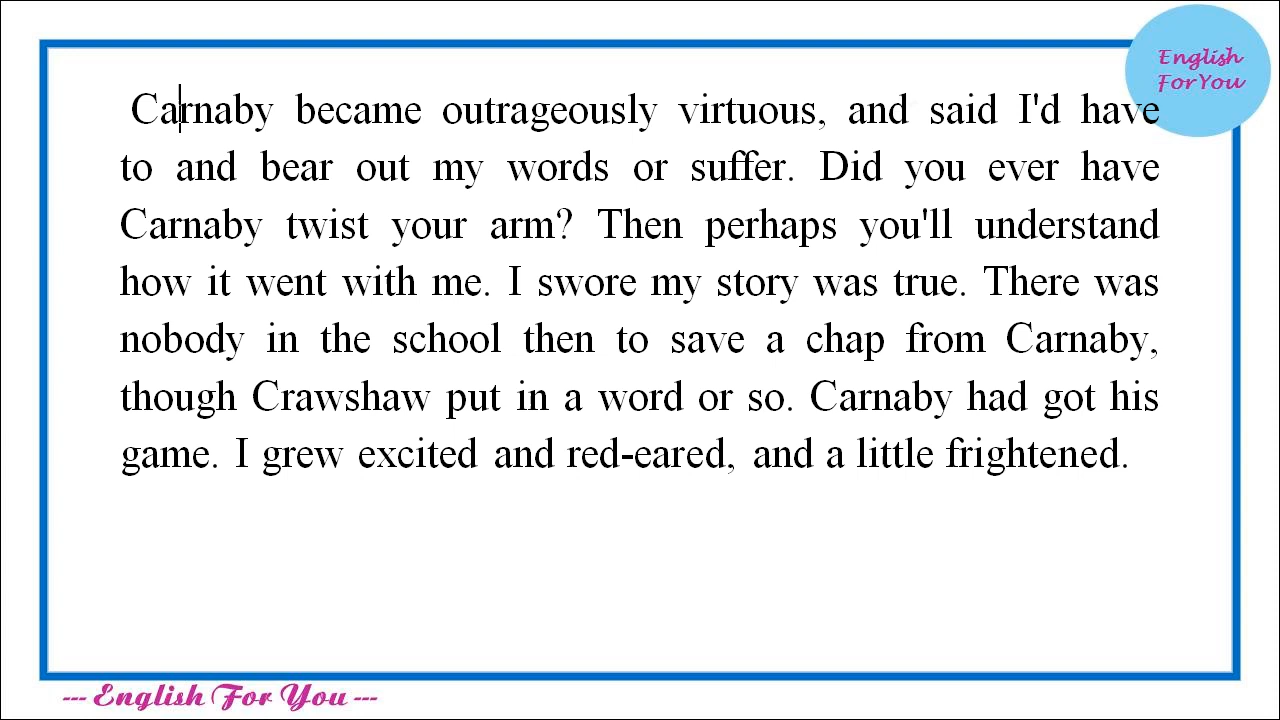 English
ForYou
Carnaby became outrageously virtuous, and said I'd have
to and bear out my words or suffer. Did you ever have
Carnaby twist your arm? Then perhaps you'll understand
how it went with me. I swore my story was true. There was
nobody in the school then to save a chap from Carnaby,
though Crawshaw put in a word or so. Carnaby had got his
game. I grew excited and red-eared, and a little frightened.
--- English For You ---